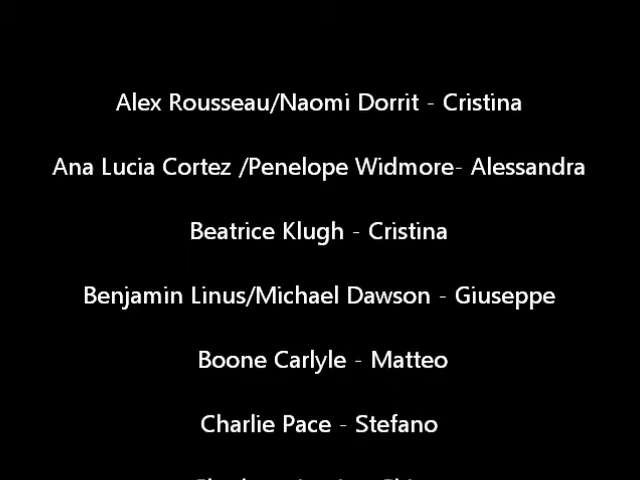 Alex Rousseau/Naomi Dorrit - Cristina
Ana Lucia Cortez /Penelope Widmore- Alessandra
Beatrice Klugh - Cristina
Benjamin Linus/Michael Dawson - Giuseppe
Boone Carlyle - Matteo
Charlie Pace - Stefano